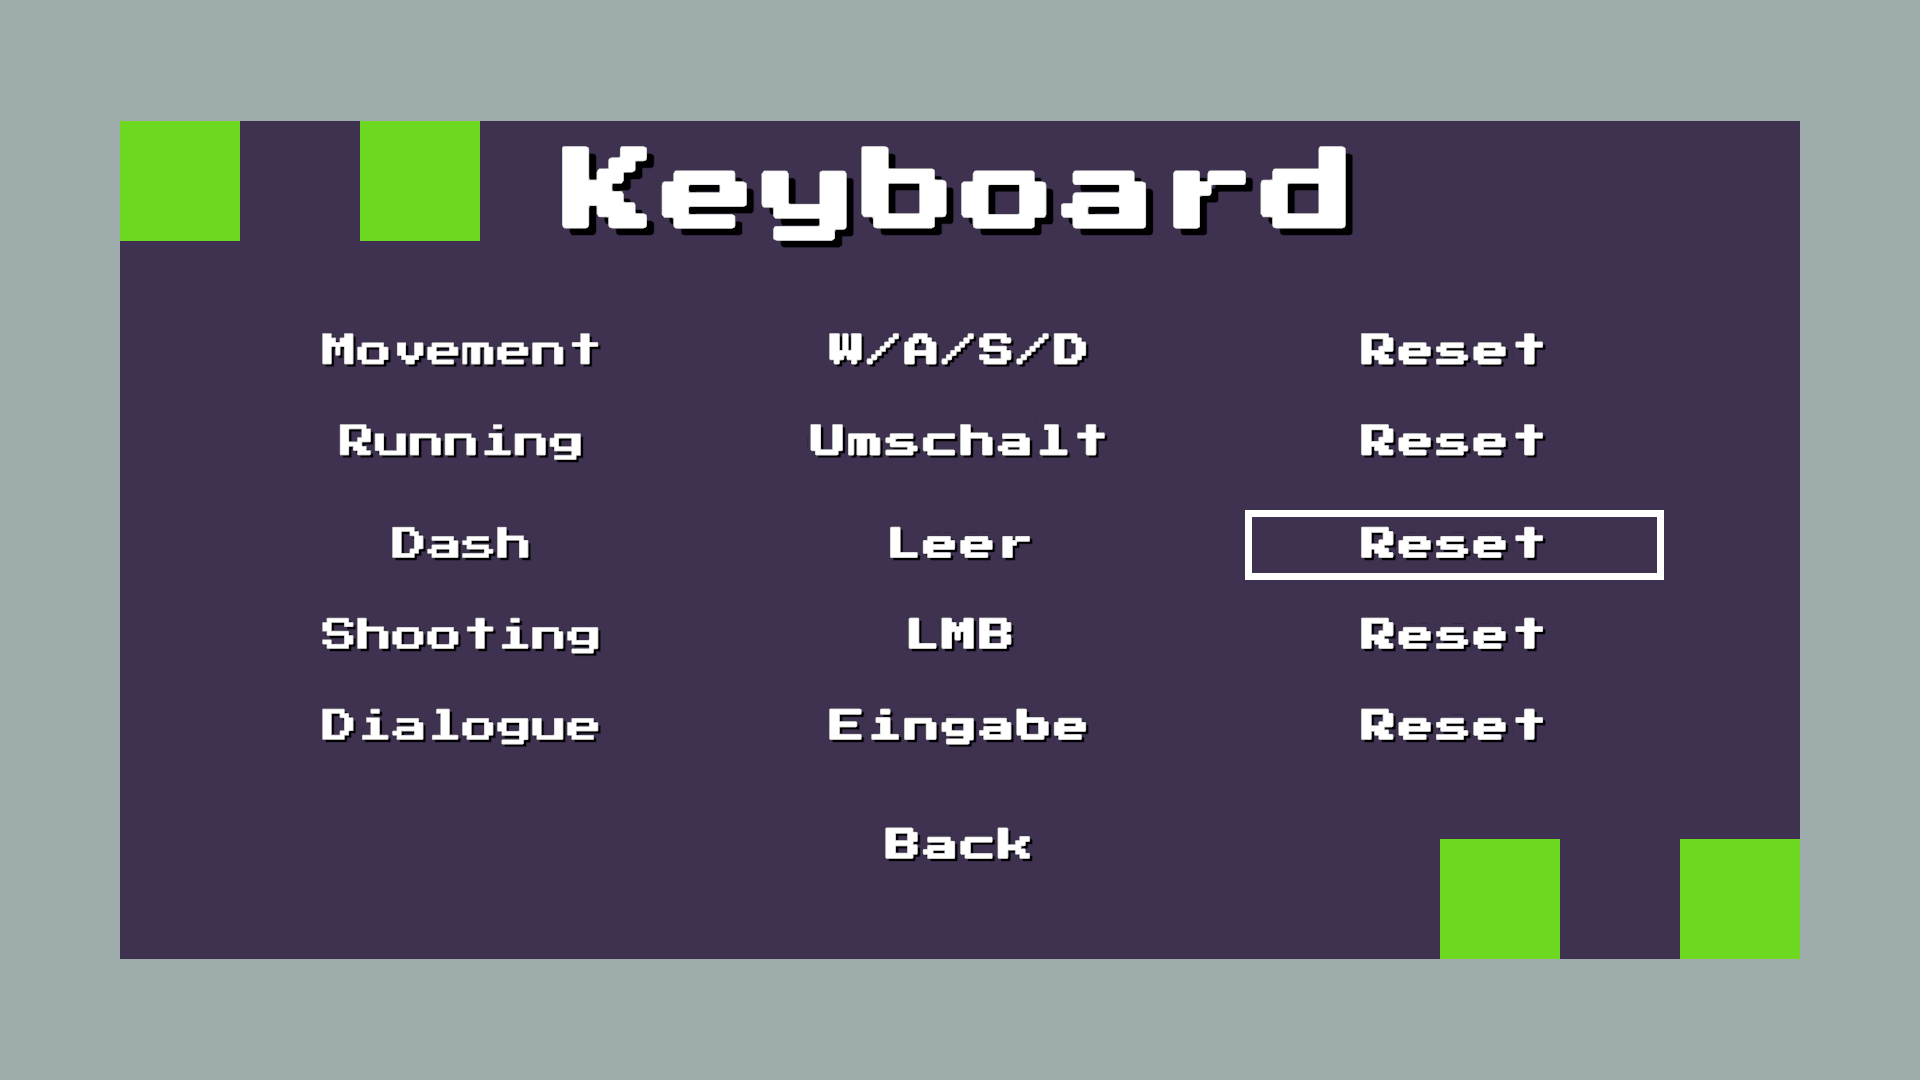 Keyboard
Movement W/A/S/D Reset
Running Umschalt Reset
Dash Leer Reset
Shooting LMB Reset
Dialogue Eingabe Reset
Back